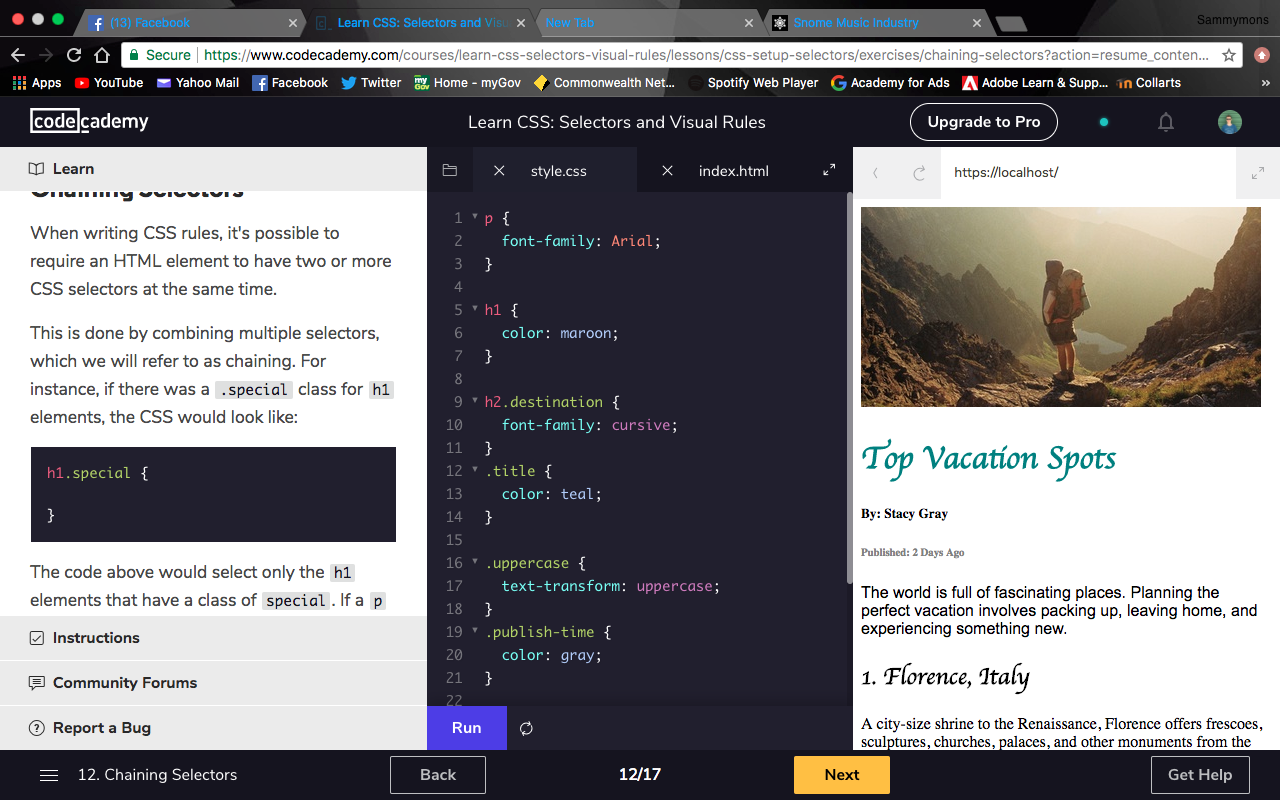 (13) Facebook
Learn CSS: Selectors and Visu
New Tab
Snome Music Industry
Sammymons
Secure
https://www.codecademy.com/courses/learn-css-selectors-visual-rules/lessons/css-setup-selectors/exercises/chaining-selectors?action=resume_conten...
Apps
YouTube
Yahoo Mail
Facebook
Twitter
Home - myGov
Commonwealth Net...
Spotify Web Player
Academy for Ads
Adobe Learn & Supp...
Collarts
»
codecademy
Learn CSS: Selectors and Visual Rules
Upgrade to Pro
Learn
Chaining Selectors
When writing CSS rules, it's possible to
require an HTML element to have two or more
CSS selectors at the same time.
This is done by combining multiple selectors,
which we will refer to as chaining. For
instance, if there was a .special class for h1
elements, the CSS would look like:
h1.special {
}
The code above would select only the h1
elements that have a class of special. If a p
Instructions
Community Forums
Report a Bug
style.css
index.html
1 p {
2 font-family: Arial;
3 }
4
5 h1 {
6 color: maroon;
7 }
8
9 h2.destination {
10 font-family: cursive;
11 }
12 .title {
13 color: teal;
14 }
15
16 .uppercase {
17 text-transform: uppercase;
18 }
19 .publish-time {
20 color: gray;
21 }
22
Run
https://localhost/
Top Vacation Spots
By: Stacy Gray
Published: 2 Days Ago
The world is full of fascinating places. Planning the
perfect vacation involves packing up, leaving home, and
experiencing something new.
1. Florence, Italy
A city-size shrine to the Renaissance, Florence offers frescoes,
sculptures, churches, palaces, and other monuments from the
12. Chaining Selectors
Back
12/17
Next
Get Help